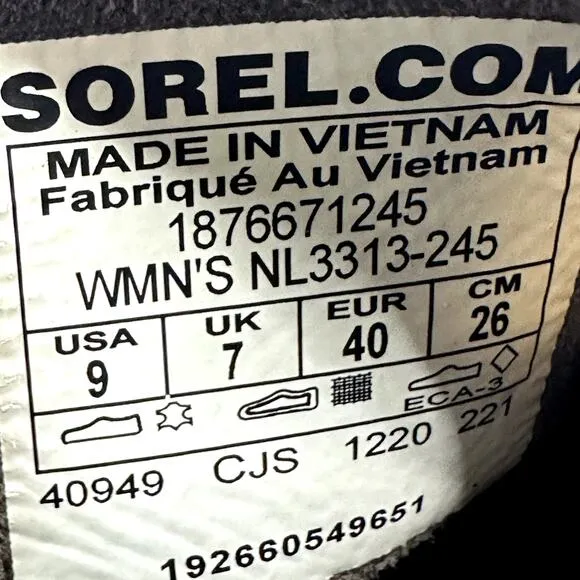 SOREL.COM
MADE IN VIETNAM
Fabriqué Au Vietnam
1876671245
WMN'S NL3313-245
USA UK EUR CM
9 7 40 26
ECA-3
40949 CJS 1220 221
192660549651